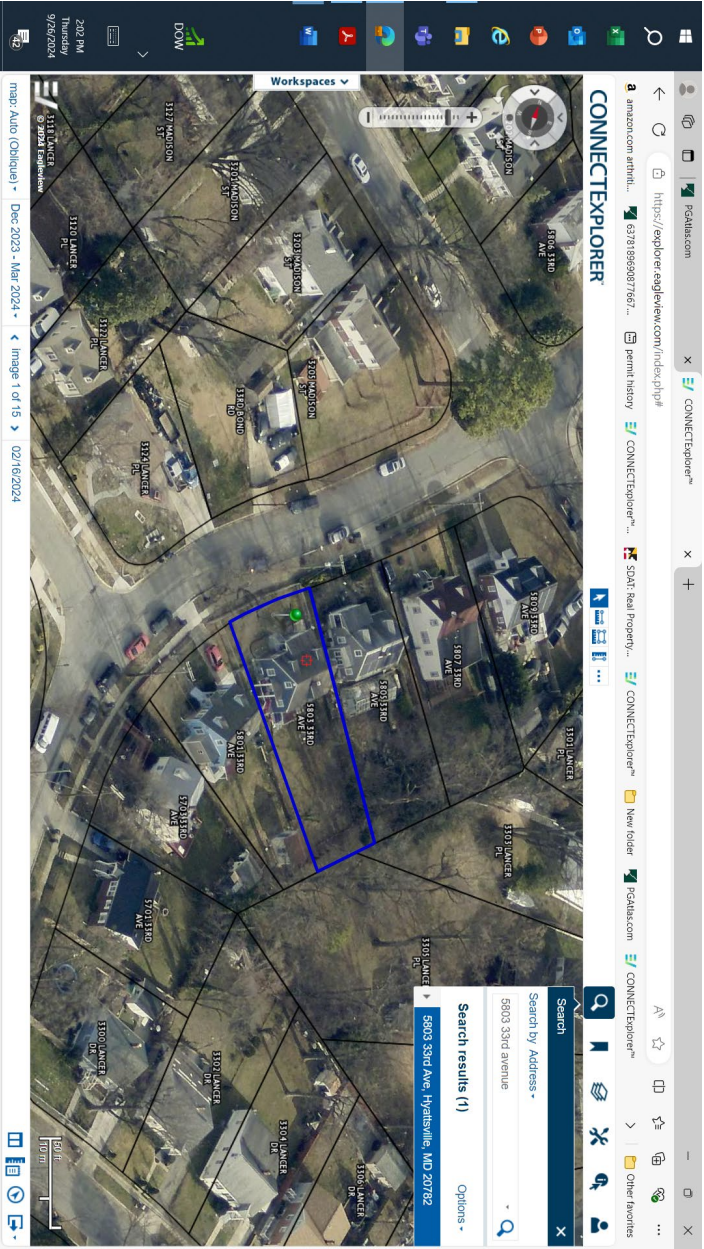 PGAtlas.com
CONNECTExplorer™
https://explorer.eagleview.com/index.php#
amazon.com arthriti...
637818969087766​7...
permit history
CONNECTExplorer™ ...
SDAT: Real Property...
CONNECTExplorer™
New folder
PGAtlas.com
CONNECTExplorer™
Other favorites
CONNECTEXPLORER™
Workspaces
Search
Search by Address
5803 33rd avenue
Search results (1)
Options
5803 33rd Ave, Hyattsville, MD 20782
MADISON
ST
5806 33RD
AVE
3127 MADISON
ST
3201 MADISON
ST
3203 MADISON
ST
3205 MADISON
ST
33RD BOND
RD
5809 33RD
AVE
5807 33RD
AVE
5805 33RD
AVE
5803 33RD
AVE
5801 33RD
AVE
5703 33RD
AVE
5701 33RD
AVE
3301 LANCER
PL
3303 LANCER
PL
3305 LANCER
PL
3118 LANCER
PL
3120 LANCER
PL
3122 LANCER
PL
3124 LANCER
PL
3300 LANCER
DR
3302 LANCER
DR
3304 LANCER
DR
3306 LANCER
DR
© 2024 Eagleview
50 ft
10 m
map: Auto (Oblique)
Dec 2023 - Mar 2024
Image 1 of 15
02/16/2024
DOW
2:02 PM
Thursday
9/26/2024
42